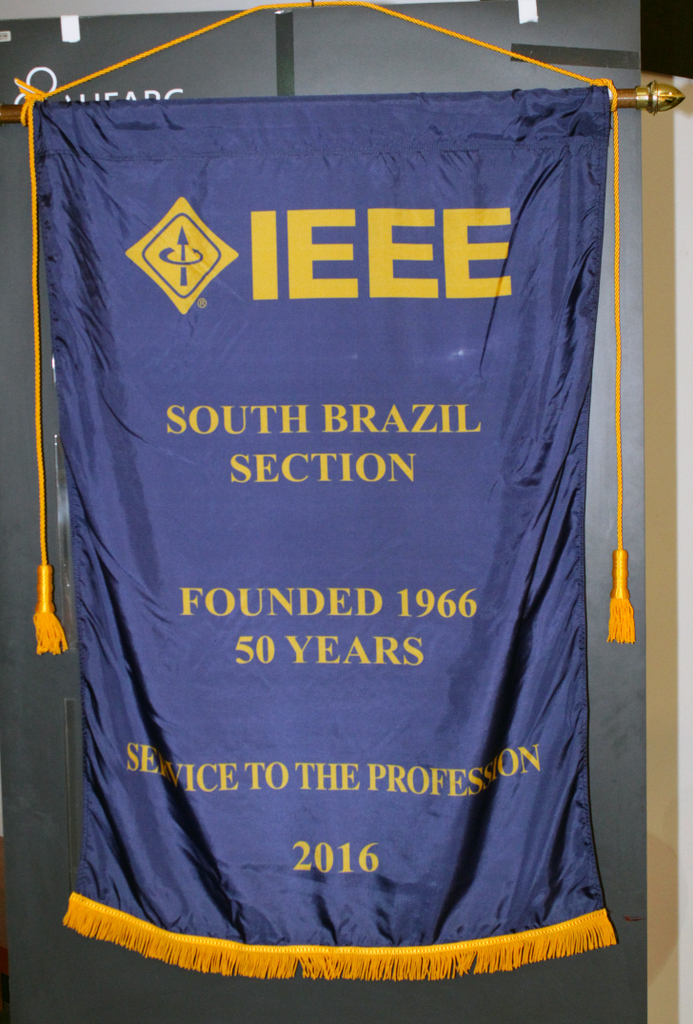 IEEE
®
SOUTH BRAZIL
SECTION
FOUNDED 1966
50 YEARS
SERVICE TO THE PROFESSION
2016